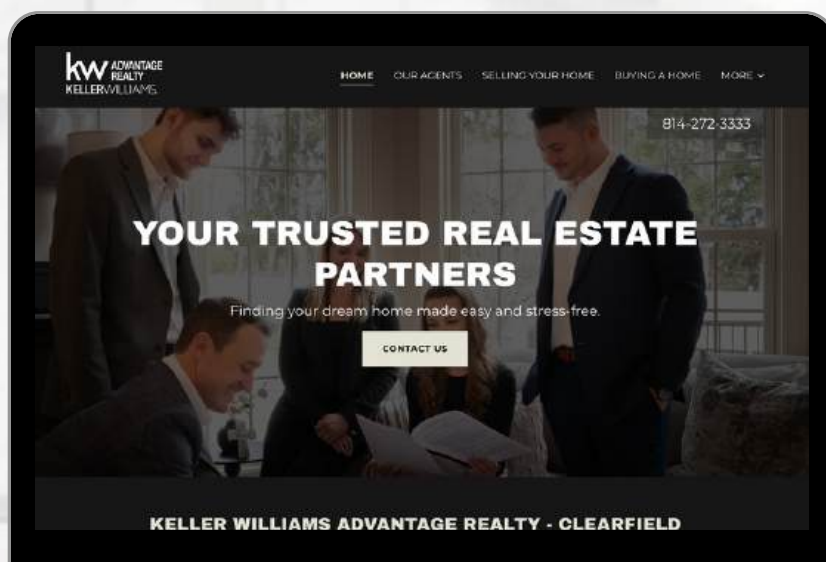 kw ADVANTAGE
REALTY
KELLERWILLIAMS.
HOME OUR AGENTS SELLING YOUR HOME BUYING A HOME MORE
814-272-3333
YOUR TRUSTED REAL ESTATE
PARTNERS
Finding your dream home made easy and stress-free.
CONTACT US
KELLER WILLIAMS ADVANTAGE REALTY - CLEARFIELD